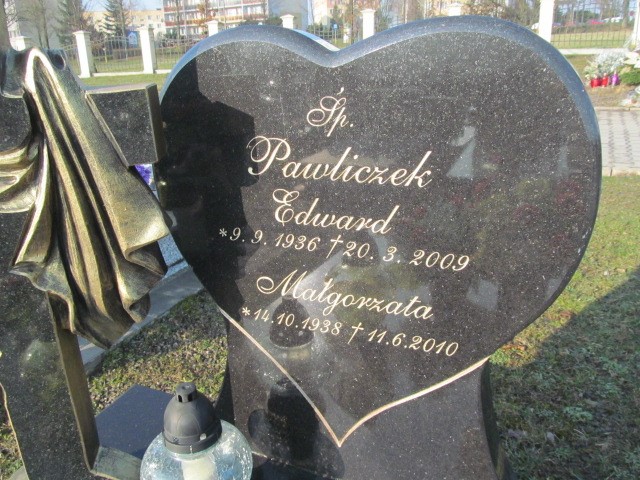 Śp.
Pawliczek
Edward
*9. 9. 1936 †20. 3. 2009
Małgorzata
*14.10.1938 † 11.6.2010